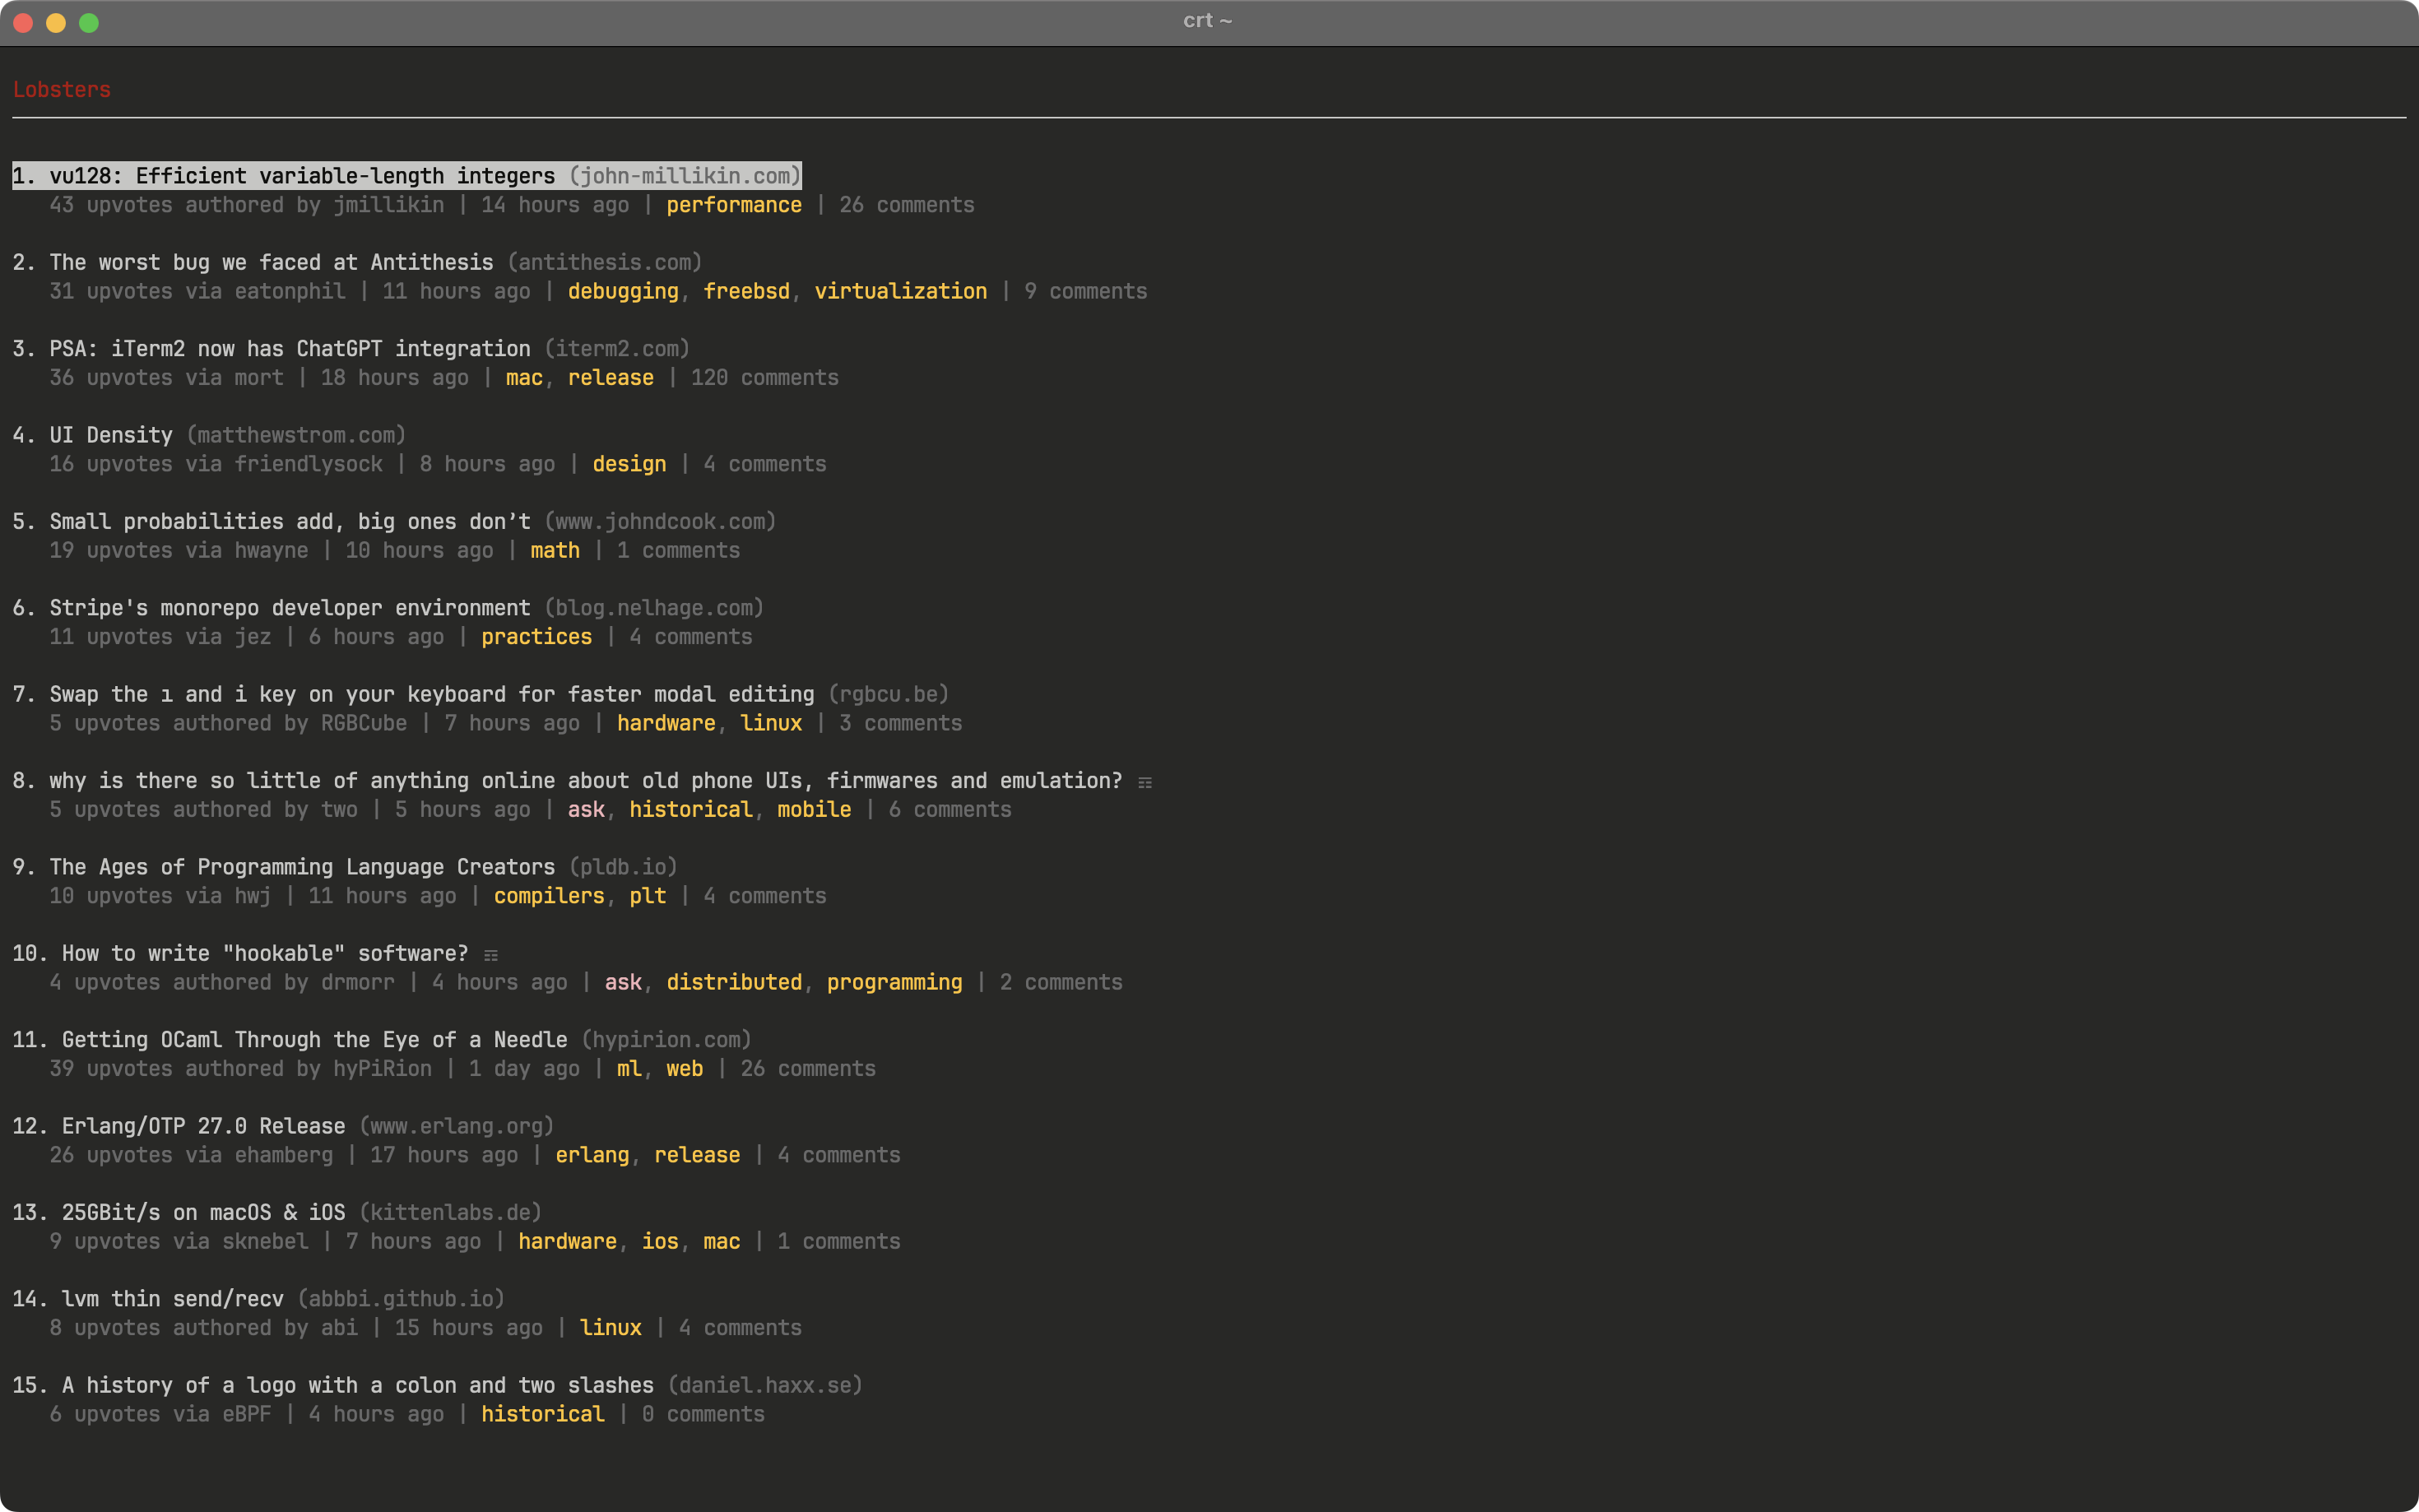 crt ~
Lobsters
1. vu128: Efficient variable-length integers (john-millikin.com)
43 upvotes authored by jmillikin | 14 hours ago | performance | 26 comments
2. The worst bug we faced at Antithesis (antithesis.com)
31 upvotes via eatonphil | 11 hours ago | debugging, freebsd, virtualization | 9 comments
3. PSA: iTerm2 now has ChatGPT integration (iterm2.com)
36 upvotes via mort | 18 hours ago | mac, release | 120 comments
4. UI Density (matthewstrom.com)
16 upvotes via friendlysock | 8 hours ago | design | 4 comments
5. Small probabilities add, big ones don’t (www.johndcook.com)
19 upvotes via hwayne | 10 hours ago | math | 1 comments
6. Stripe's monorepo developer environment (blog.nelhage.com)
11 upvotes via jez | 6 hours ago | practices | 4 comments
7. Swap the ı and i key on your keyboard for faster modal editing (rgbcu.be)
5 upvotes authored by RGBCube | 7 hours ago | hardware, linux | 3 comments
8. why is there so little of anything online about old phone UIs, firmwares and emulation? ☶
5 upvotes authored by two | 5 hours ago | ask, historical, mobile | 6 comments
9. The Ages of Programming Language Creators (pldb.io)
10 upvotes via hwj | 11 hours ago | compilers, plt | 4 comments
10. How to write "hookable" software? ☶
4 upvotes authored by drmorr | 4 hours ago | ask, distributed, programming | 2 comments
11. Getting OCaml Through the Eye of a Needle (hypirion.com)
39 upvotes authored by hyPiRion | 1 day ago | ml, web | 26 comments
12. Erlang/OTP 27.0 Release (www.erlang.org)
26 upvotes via ehamberg | 17 hours ago | erlang, release | 4 comments
13. 25GBit/s on macOS & iOS (kittenlabs.de)
9 upvotes via sknebel | 7 hours ago | hardware, ios, mac | 1 comments
14. lvm thin send/recv (abbbi.github.io)
8 upvotes authored by abi | 15 hours ago | linux | 4 comments
15. A history of a logo with a colon and two slashes (daniel.haxx.se)
6 upvotes via eBPF | 4 hours ago | historical | 0 comments